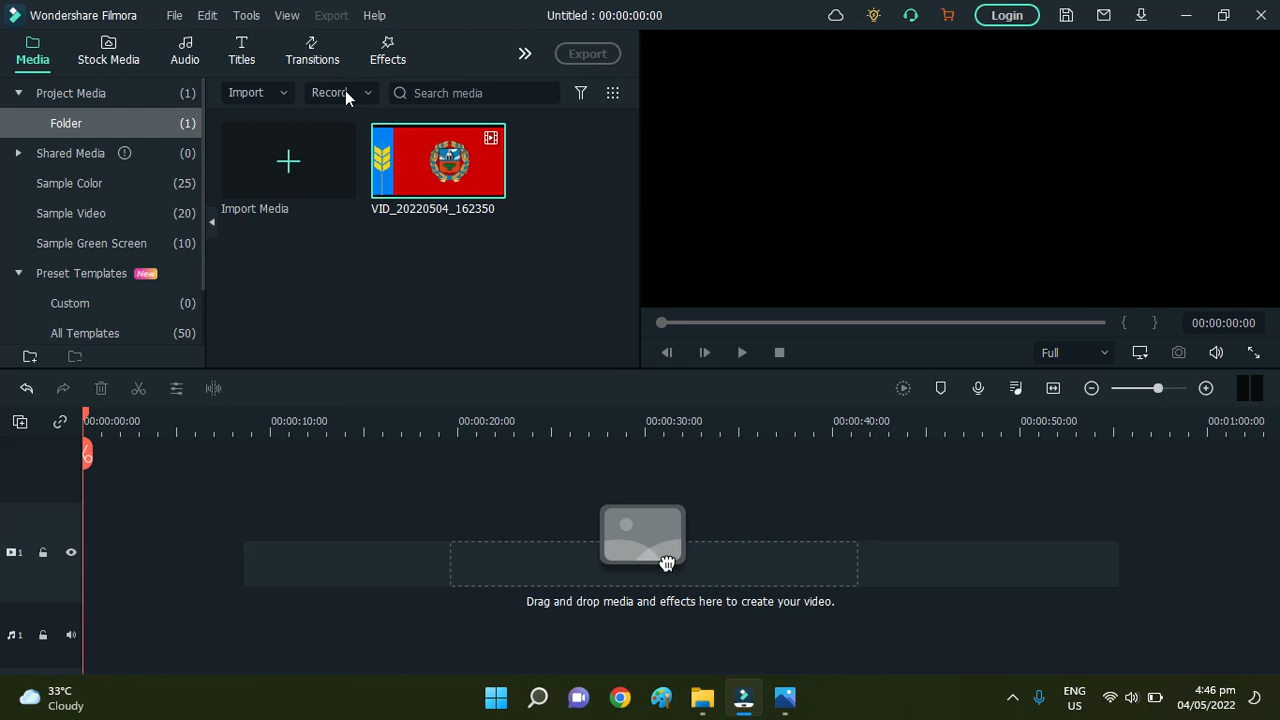 Wondershare Filmora File Edit Tools View Export Help Untitled : 00:00:00:00 Login
Media Stock Media Audio Titles Transitions Effects Export
Project Media (1)
Folder (1)
Shared Media (0)
Sample Color (25)
Sample Video (20)
Sample Green Screen (10)
Preset Templates New
Custom (0)
All Templates (50)
Import Record Search media
Import Media VID_20220504_162350
{ } 00:00:00:00
Full
00:00:00:00 00:00:10:00 00:00:20:00 00:00:30:00 00:00:40:00 00:00:50:00 00:01:00:00
1
Drag and drop media and effects here to create your video.
1
33°C
Cloudy
ENG
US
4:46 pm
04/05/2022